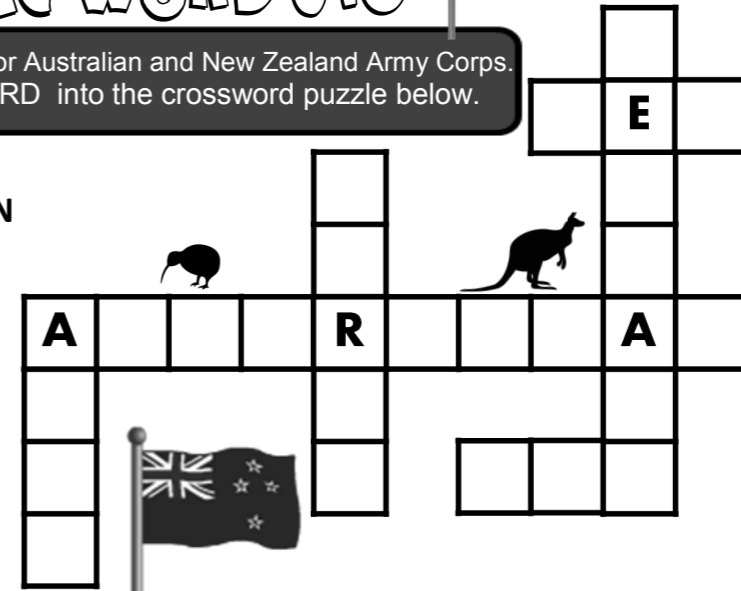 or Australian and New Zealand Army Corps.
RD into the crossword puzzle below.
E
N
A R A